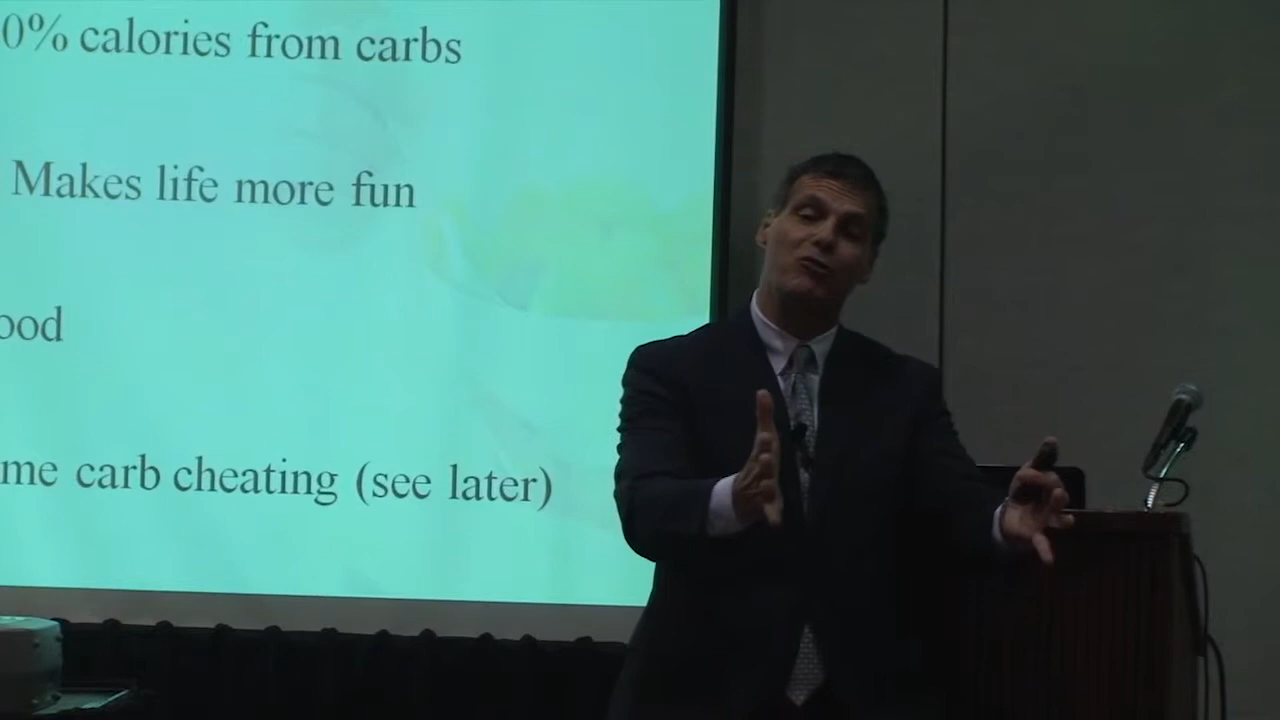 0% calories from carbs
Makes life more fun
ood
me carb cheating (see later)